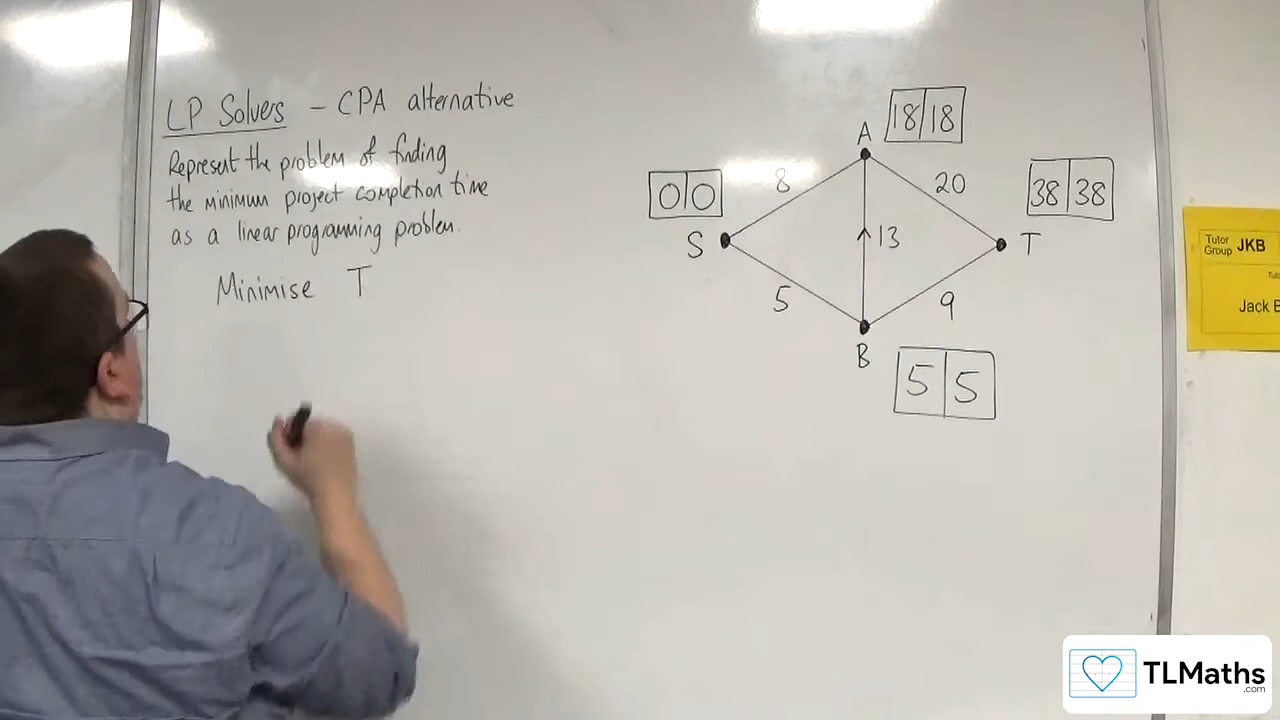 LP Solvers - CPA alternative
Represent the problem of finding
the minimum project completion time
as a linear programming problem.
Minimise T
A
18 18
0 0
8
20
38 38
S
13
T
5
9
B
5 5
Tutor
Group JKB
Jack B
TLMaths
.com